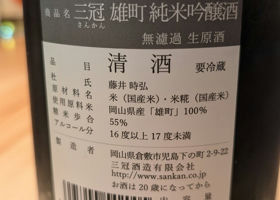 商品名 三冠 雄町 純米吟醸酒
さんかん
無濾過 生原酒
品目 清酒 要冷蔵
杜氏 藤井 時弘
原材料名 米（国産米）・米糀（国産米）
使用原料米 岡山県産「雄町」100%
精米歩合 55%
アルコール分 16度以上17度未満
製造者 岡山県倉敷市児島下の町 2-9-22
三冠酒造有限会社
http://www.sankan.co.jp
お酒は20歳になってから
内容量